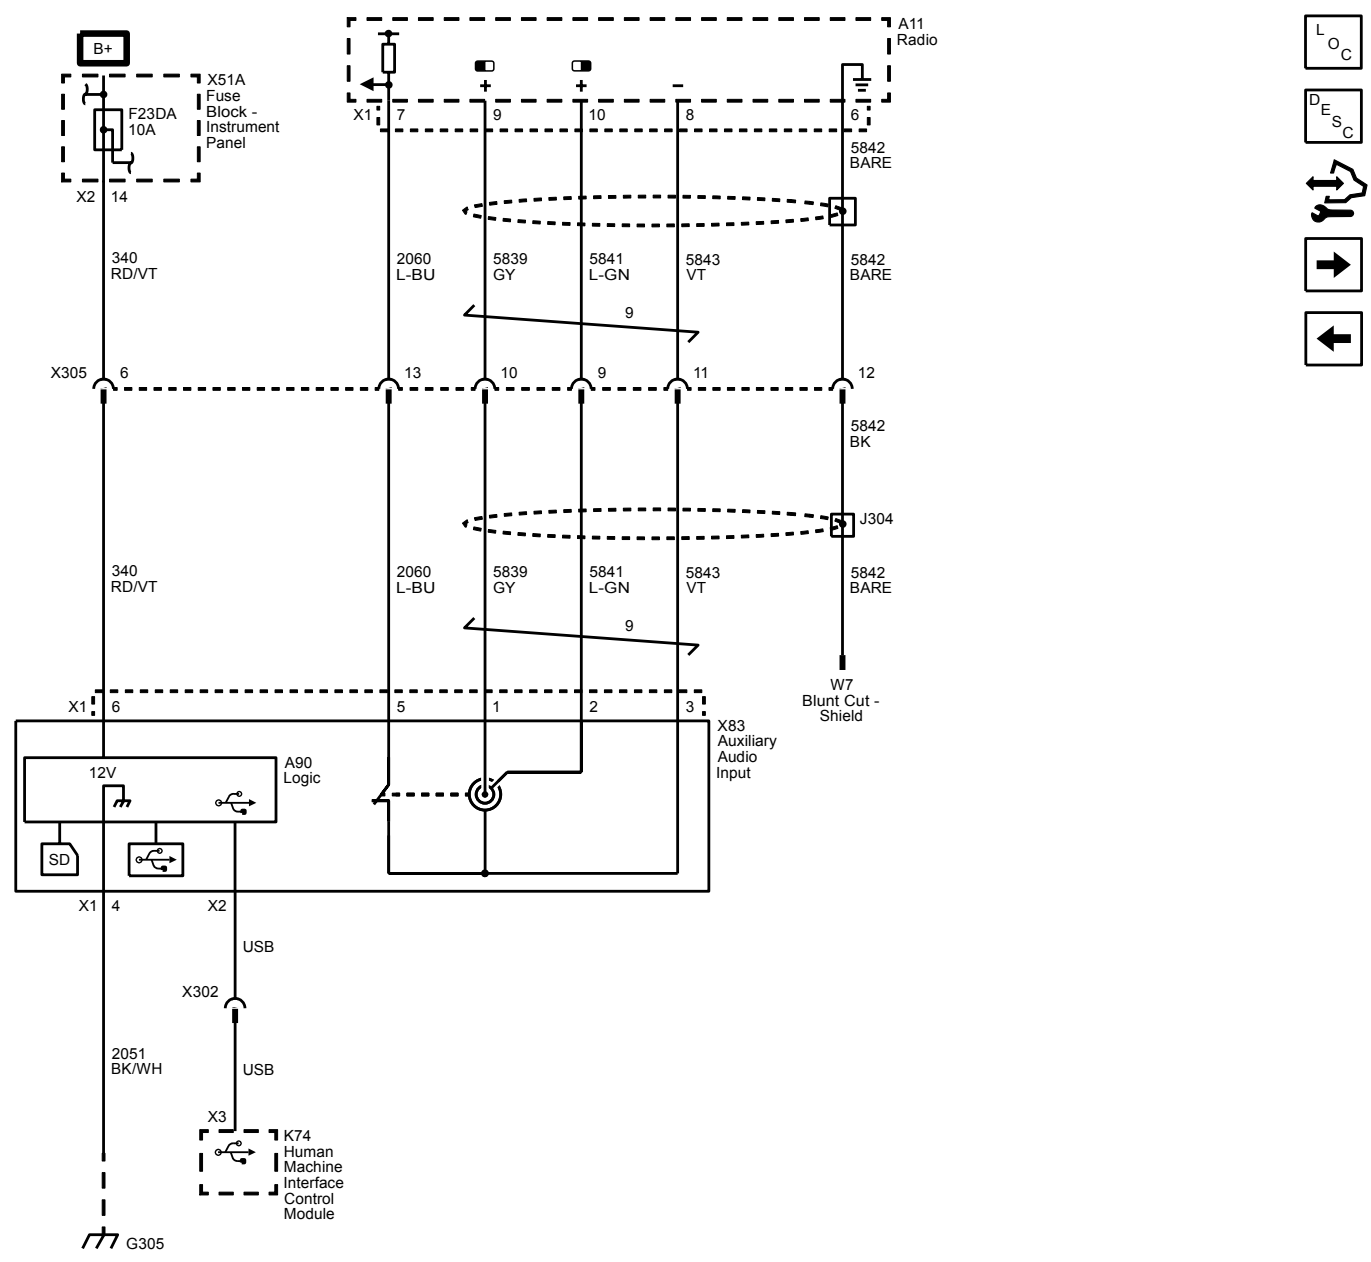 B+
X51A
Fuse
Block -
Instrument
Panel
F23DA
10A
X2 14
A11
Radio
+ + −
X1 7 9 10 8 6
5842
BARE
340
RD/VT
2060
L-BU
5839
GY
5841
L-GN
5843
VT
5842
BARE
9
X305 6 13 10 9 11 12
5842
BK
J304
340
RD/VT
2060
L-BU
5839
GY
5841
L-GN
5843
VT
5842
BARE
9
W7
Blunt Cut -
Shield
X1 6 5 1 2 3
X83
Auxiliary
Audio
Input
A90
Logic
12V
SD
X1 4 X2
USB
X302
2051
BK/WH
USB
X3
K74
Human
Machine
Interface
Control
Module
G305
LOC
DESC